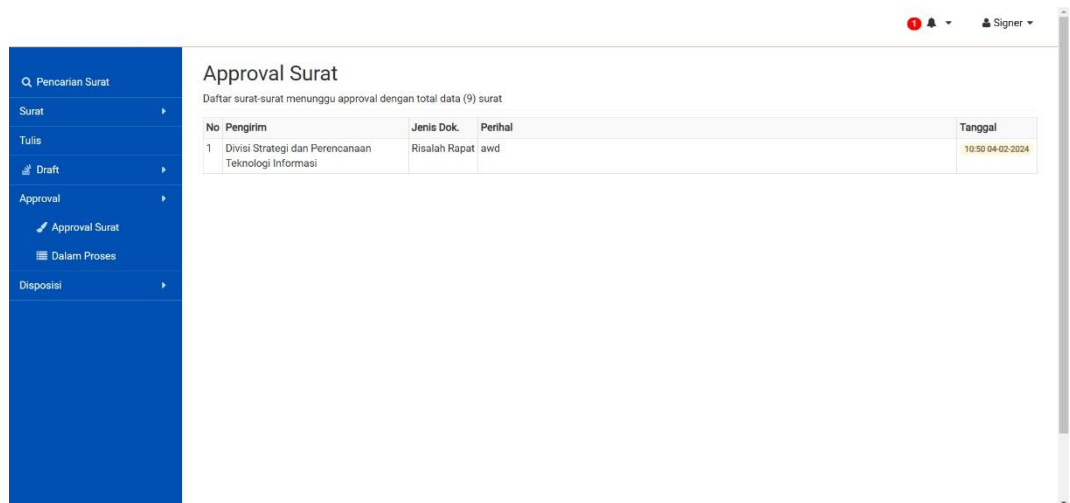 1 Signer
Pencarian Surat
Surat
Tulis
Draft
Approval
Approval Surat
Dalam Proses
Disposisi
Approval Surat
Daftar surat-surat menunggu approval dengan total data (9) surat
No Pengirim Jenis Dok. Perihal Tanggal
1 Divisi Strategi dan Perencanaan Risalah Rapat awd 10:50 04-02-2024
Teknologi Informasi